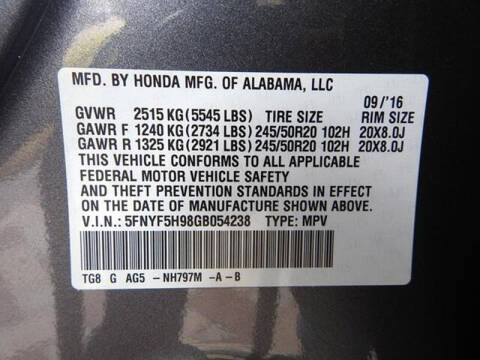 MFD. BY HONDA MFG. OF ALABAMA, LLC
09/'16
GVWR 2515 KG(5545 LBS) TIRE SIZE RIM SIZE
GAWR F 1240 KG(2734 LBS) 245/50R20 102H 20X8.0J
GAWR R 1325 KG(2921 LBS) 245/50R20 102H 20X8.0J
THIS VEHICLE CONFORMS TO ALL APPLICABLE
FEDERAL MOTOR VEHICLE SAFETY
AND THEFT PREVENTION STANDARDS IN EFFECT
ON THE DATE OF MANUFACTURE SHOWN ABOVE.
V.I.N.: 5FNYF5H98GB054238 TYPE: MPV
TG8 G AG5 - NH797M -A-B